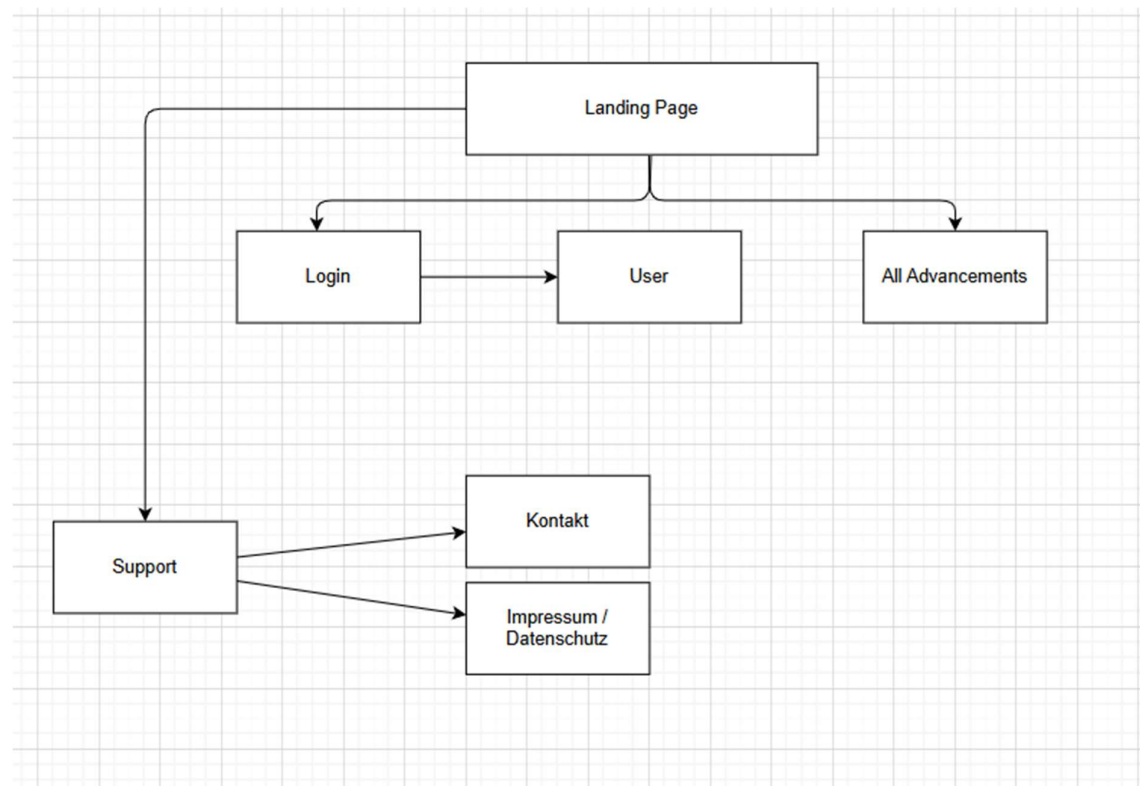 Landing Page
Login
User
All Advancements
Kontakt
Support
Impressum /
Datenschutz